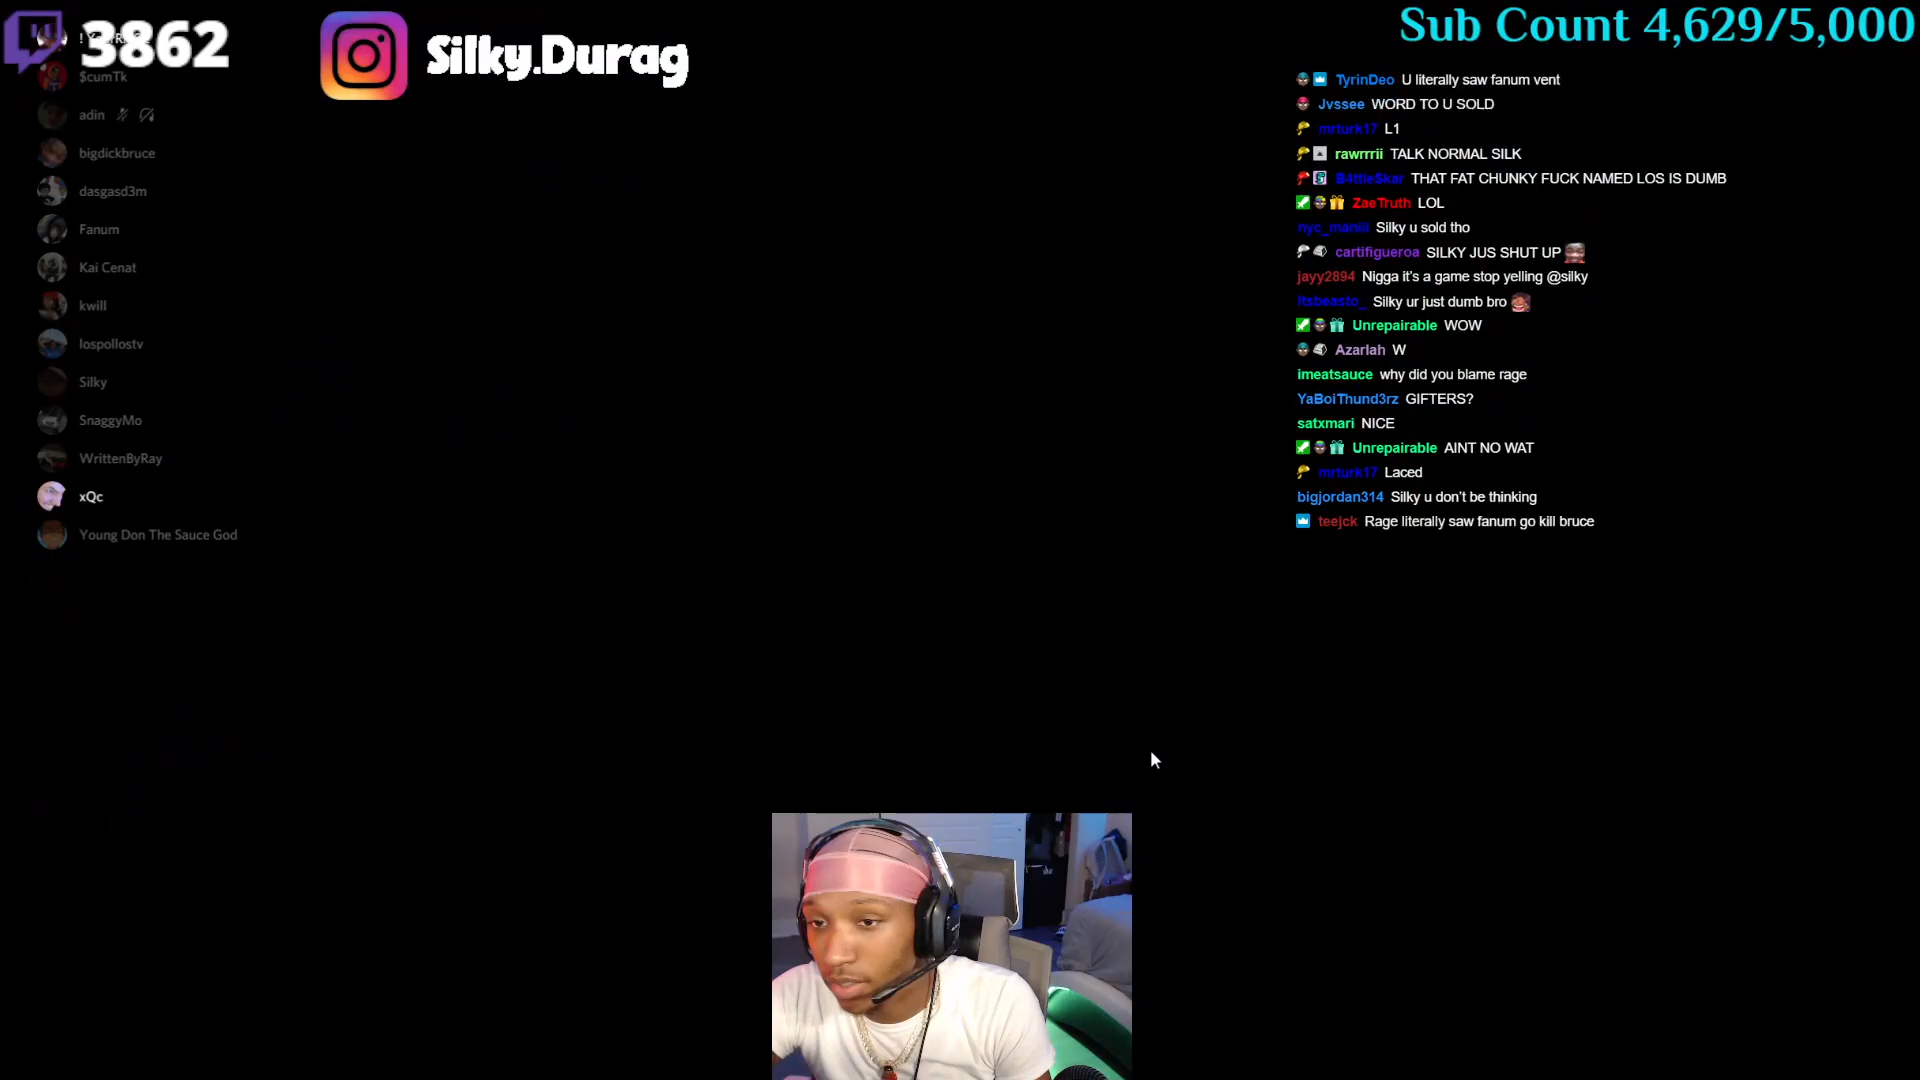 3862
Silky.Durag
Sub Count 4,629/5,000
$cumTk
adin
bigdickbruce
dasgasd3m
Fanum
Kai Cenat
kwill
lospollostv
Silky
SnaggyMo
WrittenByRay
xQc
Young Don The Sauce God
TyrinDeo U literally saw fanum vent
Jvssee WORD TO U SOLD
mrturk17 L1
rawrrrii TALK NORMAL SILK
B4ttleSkar THAT FAT CHUNKY FUCK NAMED LOS IS DUMB
ZaeTruth LOL
Silky u sold tho
cartifigueroa SILKY JUS SHUT UP
jayy2894 Nigga it's a game stop yelling @silky
Itsbeasto_ Silky ur just dumb bro
Unrepairable WOW
Azarlah W
imeatsauce why did you blame rage
YaBoiThund3rz GIFTERS?
satxmari NICE
Unrepairable AINT NO WAT
mrturk17 Laced
bigjordan314 Silky u don't be thinking
teejck Rage literally saw fanum go kill bruce